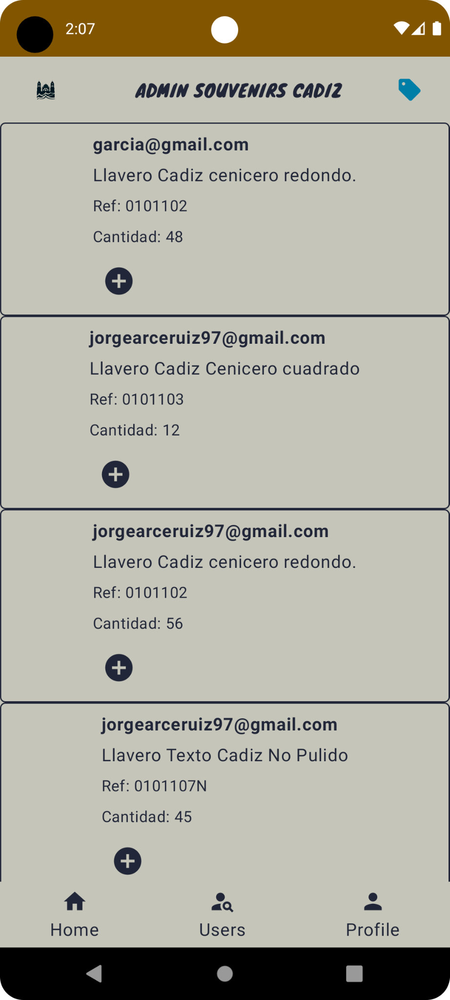 2:07
ADMIN SOUVENIRS CADIZ
garcia@gmail.com
Llavero Cadiz cenicero redondo.
Ref: 0101102
Cantidad: 48
jorgearceruiz97@gmail.com
Llavero Cadiz Cenicero cuadrado
Ref: 0101103
Cantidad: 12
jorgearceruiz97@gmail.com
Llavero Cadiz cenicero redondo.
Ref: 0101102
Cantidad: 56
jorgearceruiz97@gmail.com
Llavero Texto Cadiz No Pulido
Ref: 0101107N
Cantidad: 45
Home Users Profile